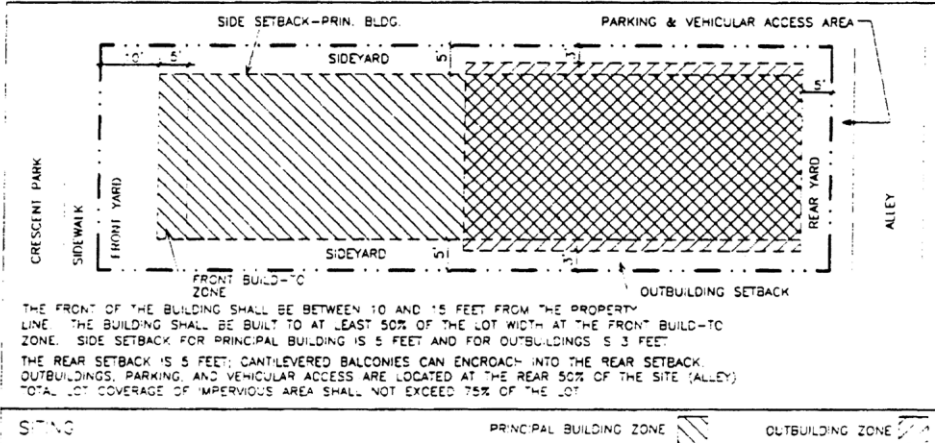 SIDE SETBACK-PRIN. BLDG.
PARKING & VEHICULAR ACCESS AREA
10' 5'
SIDEYARD
5'
3'
5'
CRESCENT PARK
SIDEWALK
FRONT YARD
REAR YARD
ALLEY
SIDEYARD
5'
3'
FRONT BUILD-TO
ZONE
OUTBUILDING SETBACK
THE FRONT OF THE BUILDING SHALL BE BETWEEN 10 AND 15 FEET FROM THE PROPERTY
LINE. THE BUILDING SHALL BE BUILT TO AT LEAST 50% OF THE LOT WIDTH AT THE FRONT BUILD-TO
ZONE. SIDE SETBACK FOR PRINCIPAL BUILDING IS 5 FEET AND FOR OUTBUILDINGS IS 3 FEET
THE REAR SETBACK IS 5 FEET; CANTILEVERED BALCONIES CAN ENCROACH INTO THE REAR SETBACK.
OUTBUILDINGS, PARKING, AND VEHICULAR ACCESS ARE LOCATED AT THE REAR 50% OF THE SITE (ALLEY)
TOTAL LOT COVERAGE OF IMPERVIOUS AREA SHALL NOT EXCEED 75% OF THE LOT
SITING
PRINCIPAL BUILDING ZONE
OUTBUILDING ZONE